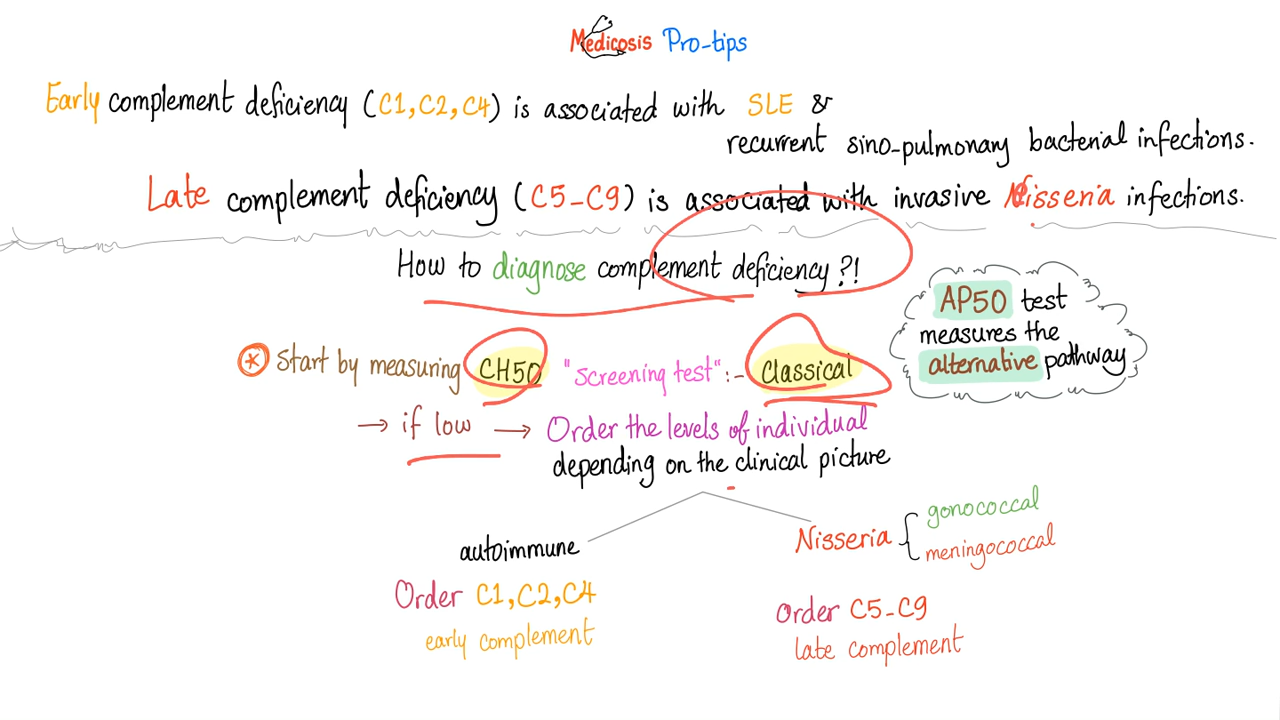 Medicosis Pro-tips
Early complement deficiency (C1, C2, C4) is associated with SLE &
recurrent sino-pulmonary bacterial infections.
Late complement deficiency (C5-C9) is associated with invasive Neisseria infections.
How to diagnose complement deficiency ?!
* Start by measuring CH50 "Screening test" :- Classical
→ if low → Order the levels of individual
depending on the clinical picture
AP50 test
measures the
alternative pathway
autoimmune
Order C1, C2, C4
early complement
Nisseria { gonococcal
meningococcal
Order C5-C9
late complement